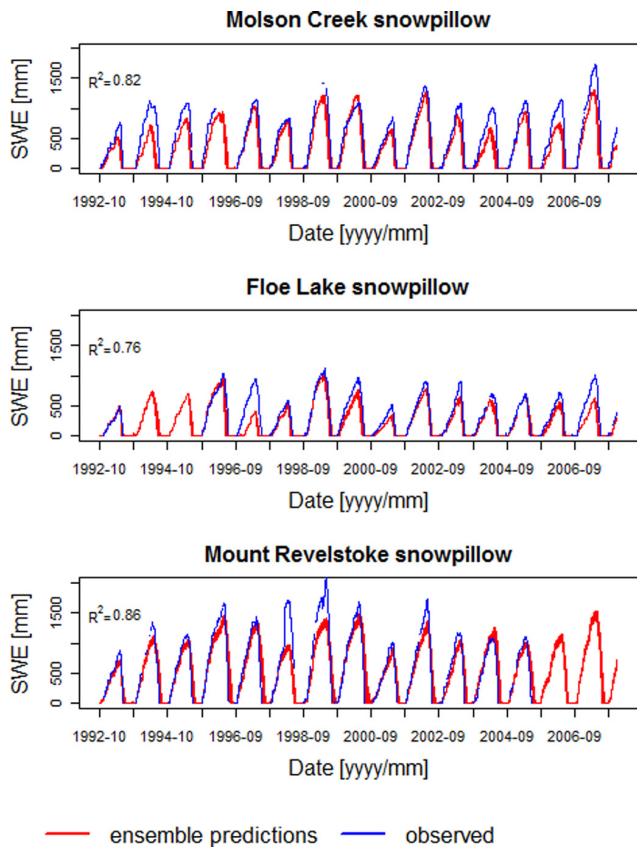 Molson Creek snowpillow
SWE [mm]
0 500 1500
R²=0.82
1992-10 1994-10 1996-09 1998-09 2000-09 2002-09 2004-09 2006-09
Date [yyyy/mm]
Floe Lake snowpillow
SWE [mm]
0 500 1500
R²=0.76
1992-10 1994-10 1996-09 1998-09 2000-09 2002-09 2004-09 2006-09
Date [yyyy/mm]
Mount Revelstoke snowpillow
SWE [mm]
0 500 1500
R²=0.86
1992-10 1994-10 1996-09 1998-09 2000-09 2002-09 2004-09 2006-09
Date [yyyy/mm]
ensemble predictions observed